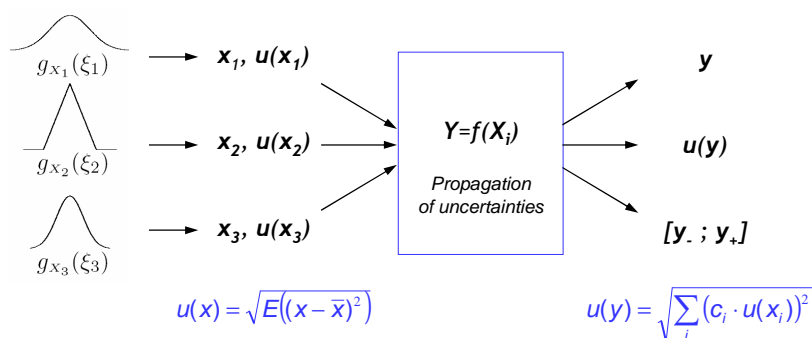 g_{X_1}(ξ_1)
x_1, u(x_1)
y
g_{X_2}(ξ_2)
x_2, u(x_2)
Y=f(X_i)
u(y)
Propagation
of uncertainties
g_{X_3}(ξ_3)
x_3, u(x_3)
[y_- ; y_+]
u(x) = √E((x – x̅)^2)
u(y) = √∑_i (c_i · u(x_i))^2